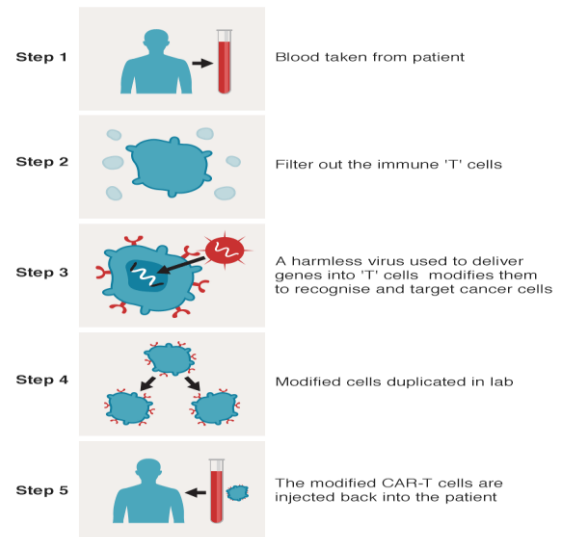 Step 1
Blood taken from patient
Step 2
Filter out the immune 'T' cells
Step 3
A harmless virus used to deliver
genes into 'T' cells modifies them
to recognise and target cancer cells
Step 4
Modified cells duplicated in lab
Step 5
The modified CAR-T cells are
injected back into the patient